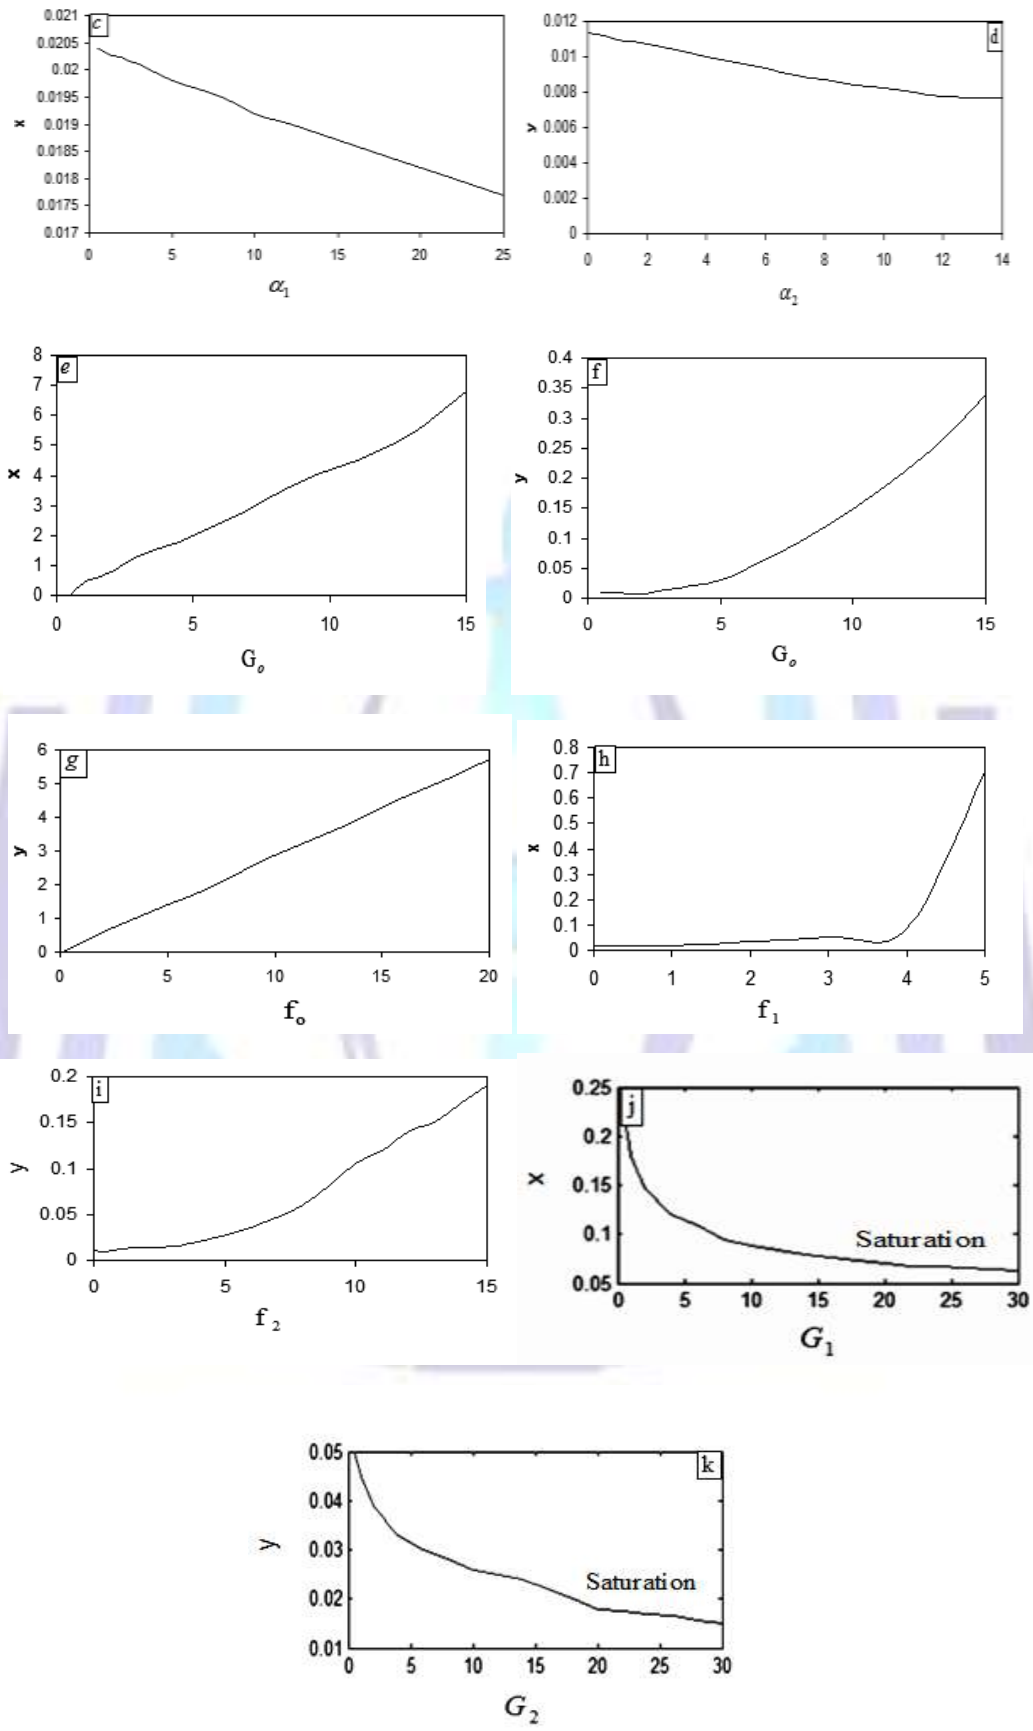 c
0.021
0.0205
0.02
0.0195
0.019
0.0185
0.018
0.0175
0.017
x
0 5 10 15 20 25
α1
d
0.012
0.01
0.008
0.006
0.004
0.002
0
y
0 2 4 6 8 10 12 14
α2
e
8
7
6
5
4
3
2
1
0
x
0 5 10 15
Go
f
0.4
0.35
0.3
0.25
0.2
0.15
0.1
0.05
0
y
0 5 10 15
Go
g
6
5
4
3
2
1
0
y
0 5 10 15 20
fo
h
0.8
0.7
0.6
0.5
0.4
0.3
0.2
0.1
0
x
0 1 2 3 4 5
f1
i
0.2
0.15
0.1
0.05
0
y
0 5 10 15
f2
j
0.25
0.2
0.15
0.1
0.05
x
Saturation
0 5 10 15 20 25 30
G1
k
0.05
0.04
0.03
0.02
0.01
y
Saturation
0 5 10 15 20 25 30
G2